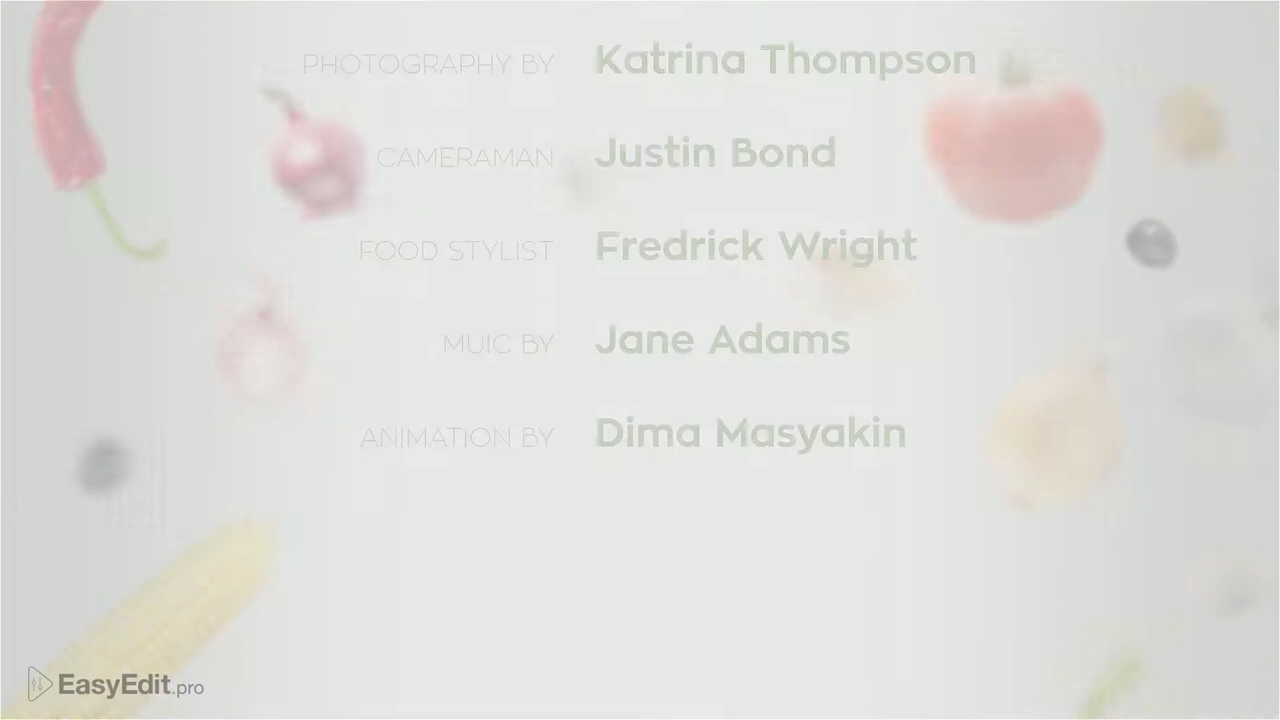 PHOTOGRAPHY BY Katrina Thompson
CAMERAMAN Justin Bond
FOOD STYLIST Fredrick Wright
MUIC BY Jane Adams
ANIMATION BY Dima Masyakin
EasyEdit.pro